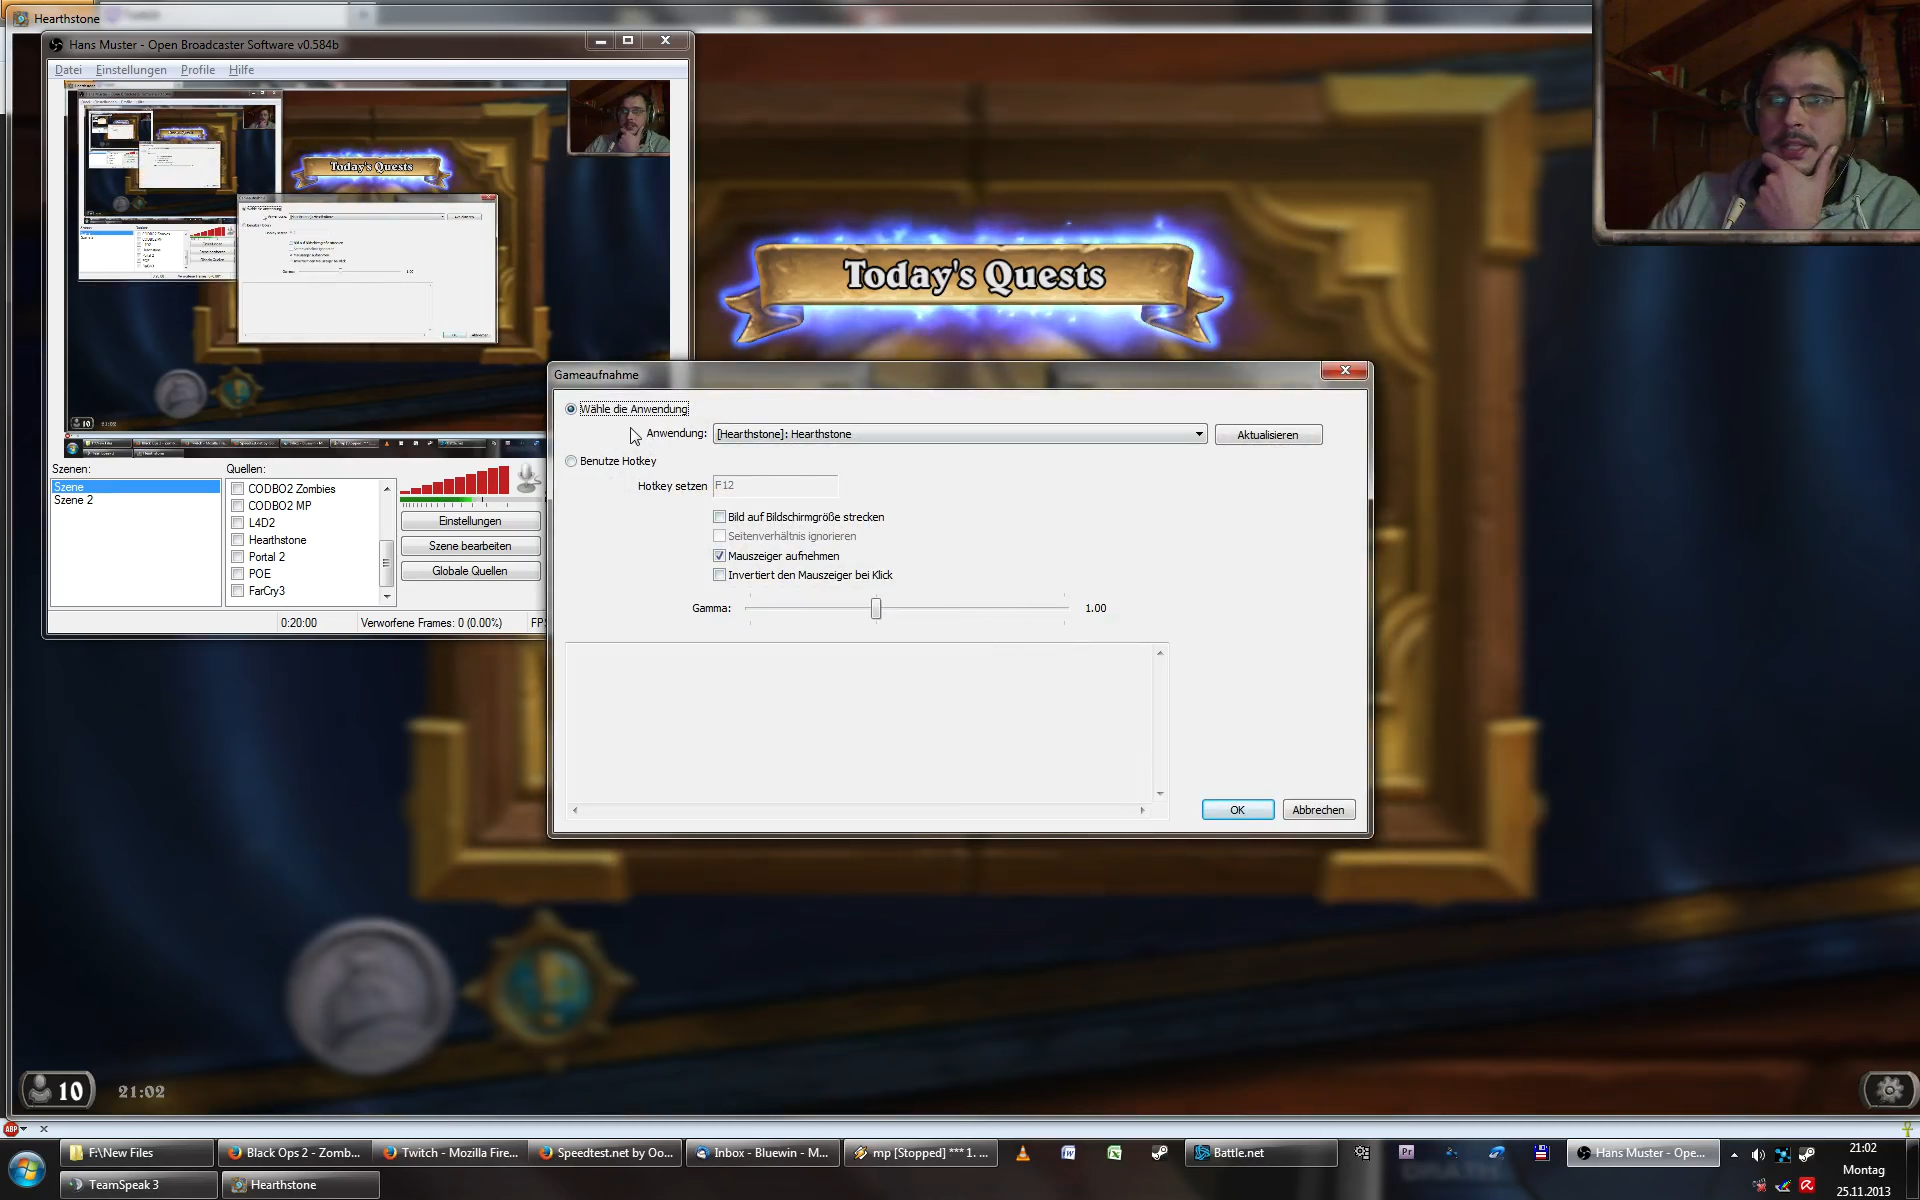 Hearthstone
Hans Muster - Open Broadcaster Software v0.584b
Datei Einstellungen Profile Hilfe
Today's Quests
Today's Quests
Gameaufnahme
Wähle die Anwendung
Anwendung: [Hearthstone]: Hearthstone Aktualisieren
Benutze Hotkey
Hotkey setzen F12
Bild auf Bildschirmgröße strecken
Seitenverhältnis ignorieren
Mauszeiger aufnehmen
Invertiert den Mauszeiger bei Klick
Gamma: 1.00
OK Abbrechen
Szenen: Quellen:
Szene
Szene 2
CODBO2 Zombies
CODBO2 MP
L4D2
Hearthstone
Portal 2
POE
FarCry3
Einstellungen
Szene bearbeiten
Globale Quellen
0:20:00 Verworfene Frames: 0 (0.00%) FPS
10 21:02
ABP
F:\New Files Black Ops 2 - Zomb... Twitch - Mozilla Fire... Speedtest.net by Oo... Inbox - Bluewin - M... mp [Stopped] *** 1. ... Battle.net Pr Hans Muster - Ope...
TeamSpeak 3 Hearthstone
21:02
Montag
25.11.2013